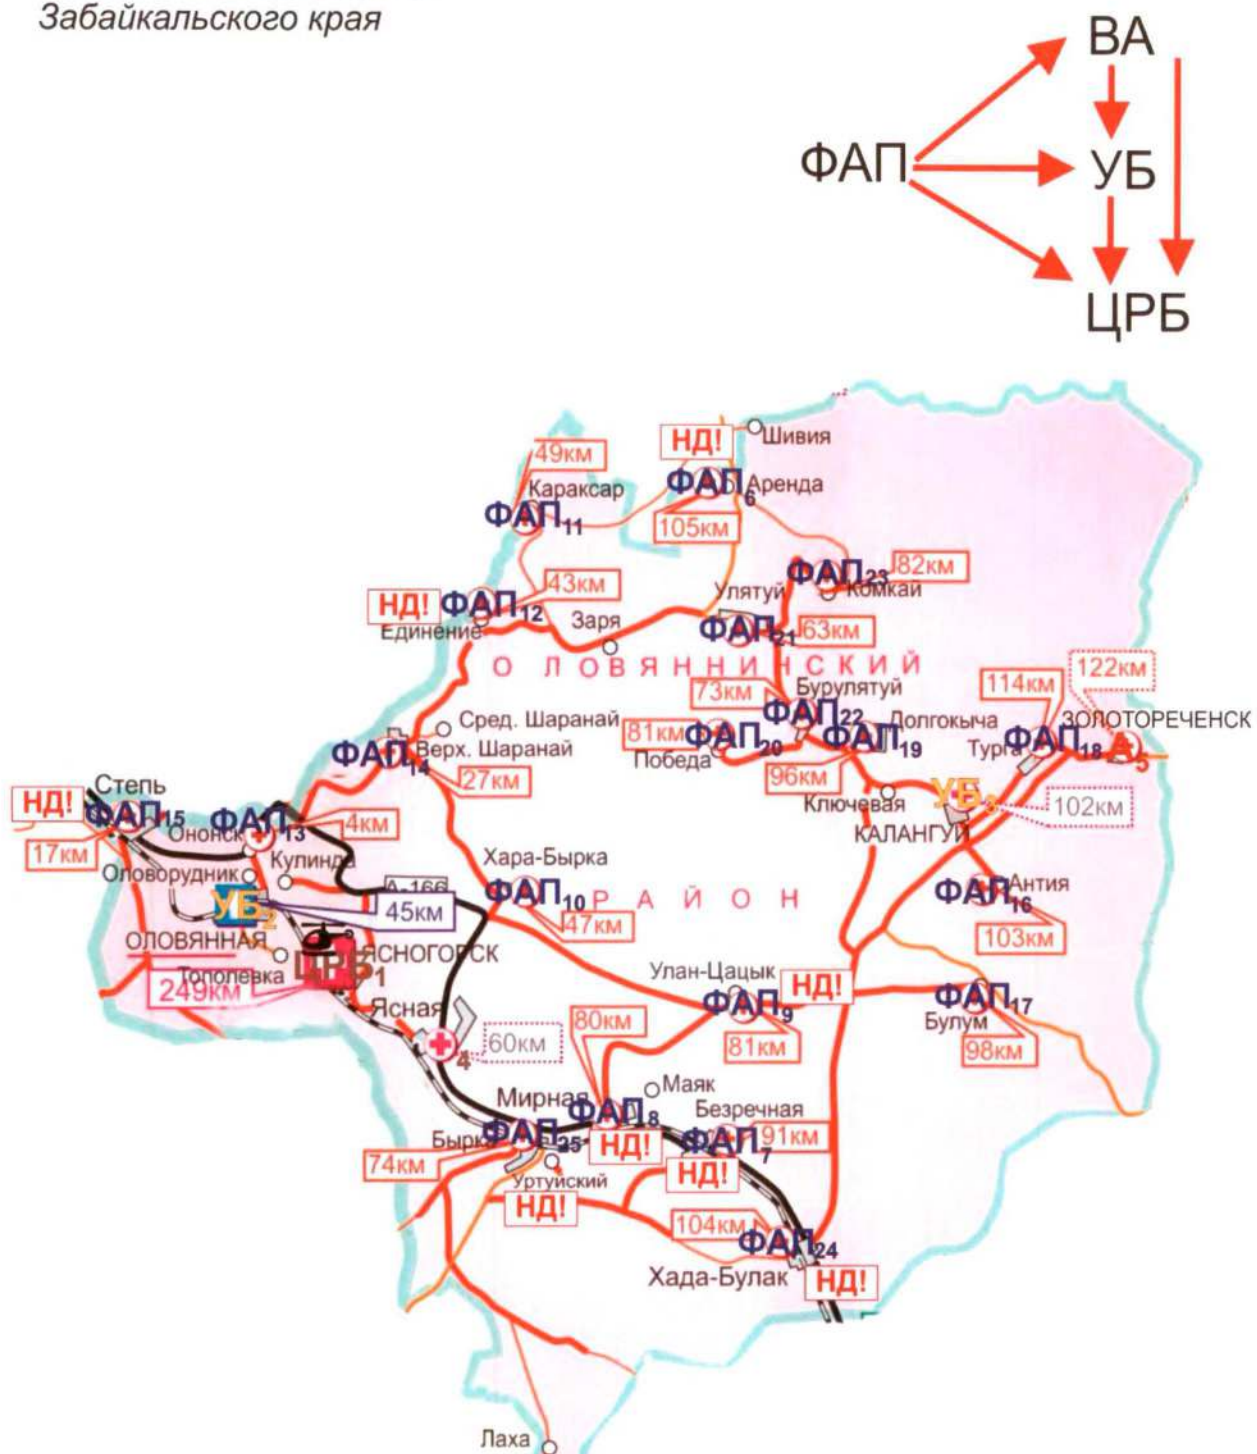 Забайкальского края
ВА
ФАП
УБ
ЦРБ
НД!
Шивия
49км
Караксар
ФАП6
Аренда
ФАП11
105км
ФАП23
82км
Комкай
НД!
ФАП12
43км
Улятуй
Единение
Заря
ФАП21
63км
ОЛОВЯННИНСКИЙ
73км
Бурулятуй
114км
122км
Сред. Шаранай
81км
ФАП20
ФАП22
Долгокыча
ФАП19
ЗОЛОТОРЕЧЕНСК
Турга
ФАП18
5
ФАП14
Верх. Шаранай
Победа
27км
96км
Степь
НД!
ФАП15
Ононск
ФАП13
4км
Ключевая
УБ3
102км
КАЛАНГУЙ
17км
Кулинда
Оловорудник
Хара-Бырка
А-166
ФАП10
РАЙОН
ФАП16
Антия
УБ2
45км
47км
103км
ОЛОВЯННАЯ
ЯСНОГОРСК
ЦРБ1
Тополевка
249км
Улан-Цацык
НД!
ФАП9
ФАП17
Булум
Ясная
80км
81км
98км
4
60км
Маяк
Мирная
ФАП8
Безречная
Бырка
ФАП25
НД!
ФАП7
91км
74км
Уртуйский
НД!
НД!
104км
ФАП24
Хада-Булак
НД!
Лаха